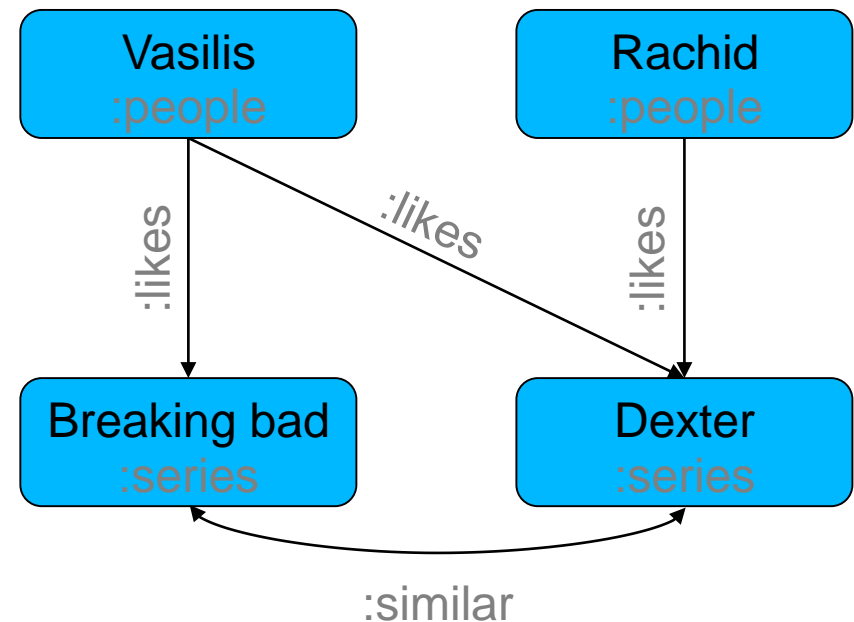 Vasilis
:people
Rachid
:people
:likes
:likes
:likes
Breaking bad
:series
Dexter
:series
:similar